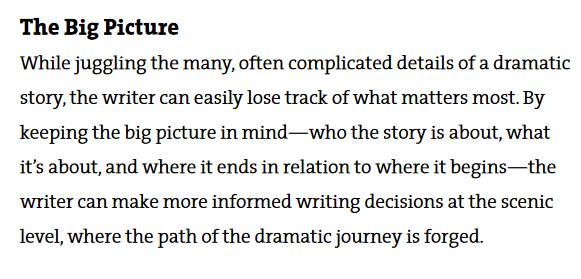 The Big Picture
While juggling the many, often complicated details of a dramatic
story, the writer can easily lose track of what matters most. By
keeping the big picture in mind—who the story is about, what
it’s about, and where it ends in relation to where it begins—the
writer can make more informed writing decisions at the scenic
level, where the path of the dramatic journey is forged.